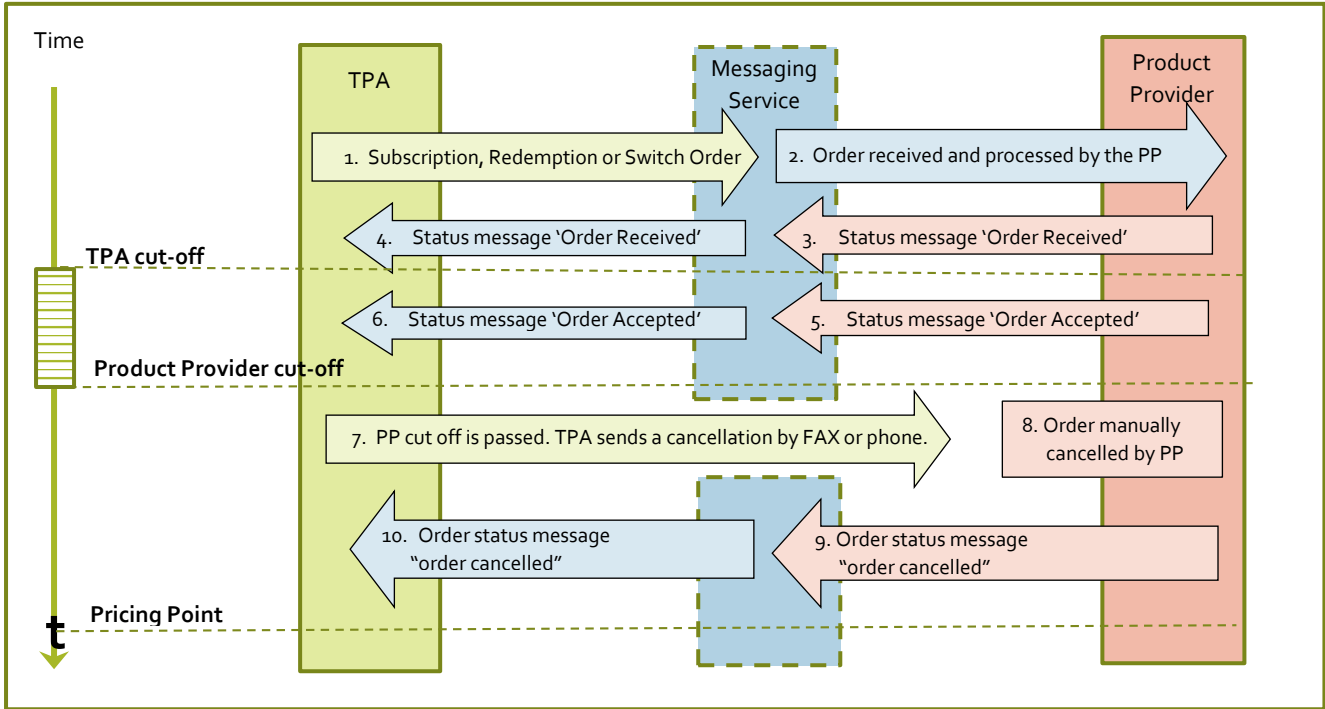 Time
TPA
Messaging
Service
Product
Provider
1. Subscription, Redemption or Switch Order
2. Order received and processed by the PP
4. Status message ‘Order Received’
3. Status message ‘Order Received’
TPA cut-off
6. Status message ‘Order Accepted’
5. Status message ‘Order Accepted’
Product Provider cut-off
7. PP cut off is passed. TPA sends a cancellation by FAX or phone.
8. Order manually
cancelled by PP
10. Order status message
“order cancelled”
9. Order status message
“order cancelled”
Pricing Point
t